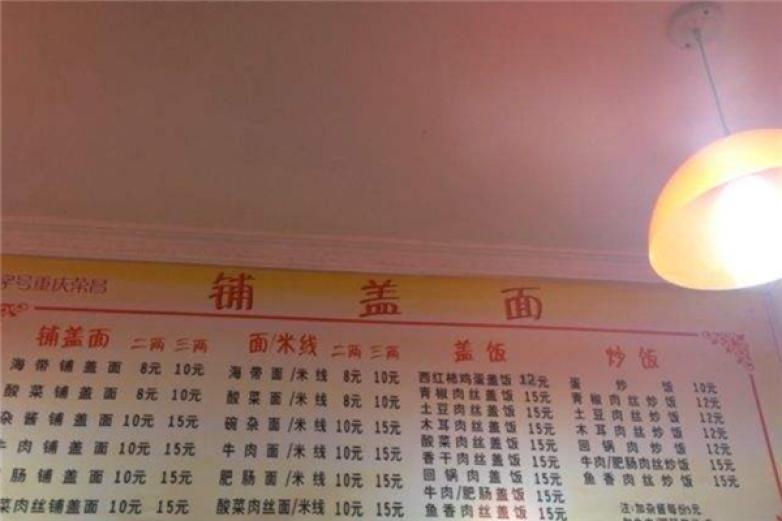 字号重庆荣昌
铺盖面
铺盖面 二两 三两
海带铺盖面 8元 10元
酸菜铺盖面 8元 10元
杂酱铺盖面 10元 15元
牛肉铺盖面 10元 15元
肠铺盖面 10元 15元
菜肉丝铺盖面 10元 15元
面/米线 二两 三两
海带面/米线 8元 10元
酸菜面/米线 8元 10元
碗杂面/米线 10元 15元
牛肉面/米线 10元 15元
肥肠面/米线 10元 15元
酸菜肉丝面/米线 10元 15元
盖饭
西红柿鸡蛋盖饭 12元
青椒肉丝盖饭 15元
土豆肉丝盖饭 15元
木耳肉丝盖饭 15元
酸菜肉丝盖饭 15元
香干肉丝盖饭 15元
回锅肉盖饭 15元
牛肉/肥肠盖饭 15元
鱼香肉丝盖饭 15元
炒饭
蛋炒饭 10元
青椒肉丝炒饭 12元
土豆肉丝炒饭 12元
木耳肉丝炒饭 12元
回锅肉炒饭 12元
牛肉/肥肠肉丝炒饭 15元
鱼香肉丝炒饭 15元
注:加杂酱每份5元